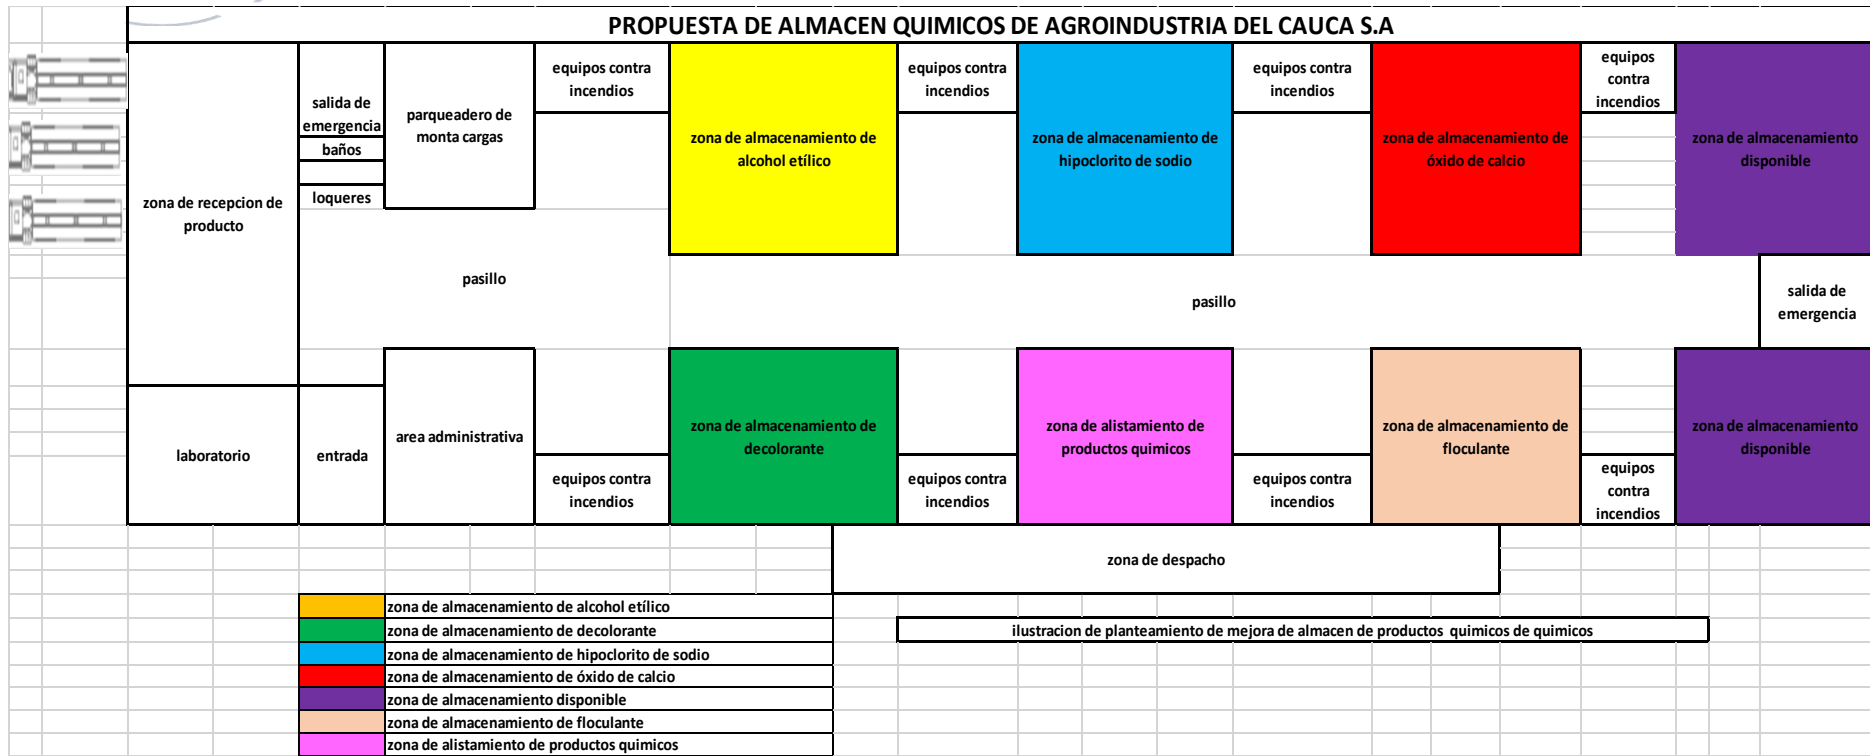 PROPUESTA DE ALMACEN QUIMICOS DE AGROINDUSTRIA DEL CAUCA S.A
zona de recepcion de
producto
salida de
emergencia
baños
loqueres
parqueadero de
monta cargas
equipos contra
incendios
zona de almacenamiento de
alcohol etílico
equipos contra
incendios
zona de almacenamiento de
hipoclorito de sodio
equipos contra
incendios
zona de almacenamiento de
óxido de calcio
equipos
contra
incendios
zona de almacenamiento
disponible
pasillo
pasillo
salida de
emergencia
laboratorio
entrada
area administrativa
equipos contra
incendios
zona de almacenamiento de
decolorante
equipos contra
incendios
zona de alistamiento de
productos quimicos
equipos contra
incendios
zona de almacenamiento de
floculante
equipos
contra
incendios
zona de almacenamiento
disponible
zona de despacho
zona de almacenamiento de alcohol etílico
zona de almacenamiento de decolorante
zona de almacenamiento de hipoclorito de sodio
zona de almacenamiento de óxido de calcio
zona de almacenamiento disponible
zona de almacenamiento de floculante
zona de alistamiento de productos quimicos
ilustracion de planteamiento de mejora de almacen de productos quimicos de quimicos